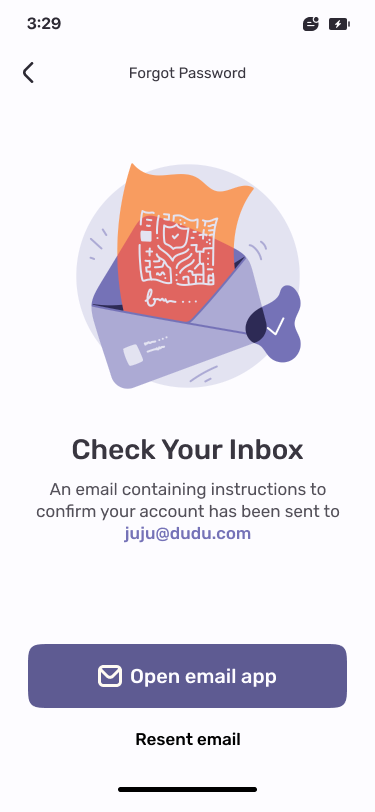 3:29
Forgot Password
Check Your Inbox
An email containing instructions to
confirm your account has been sent to
juju@dudu.com
Open email app
Resent email